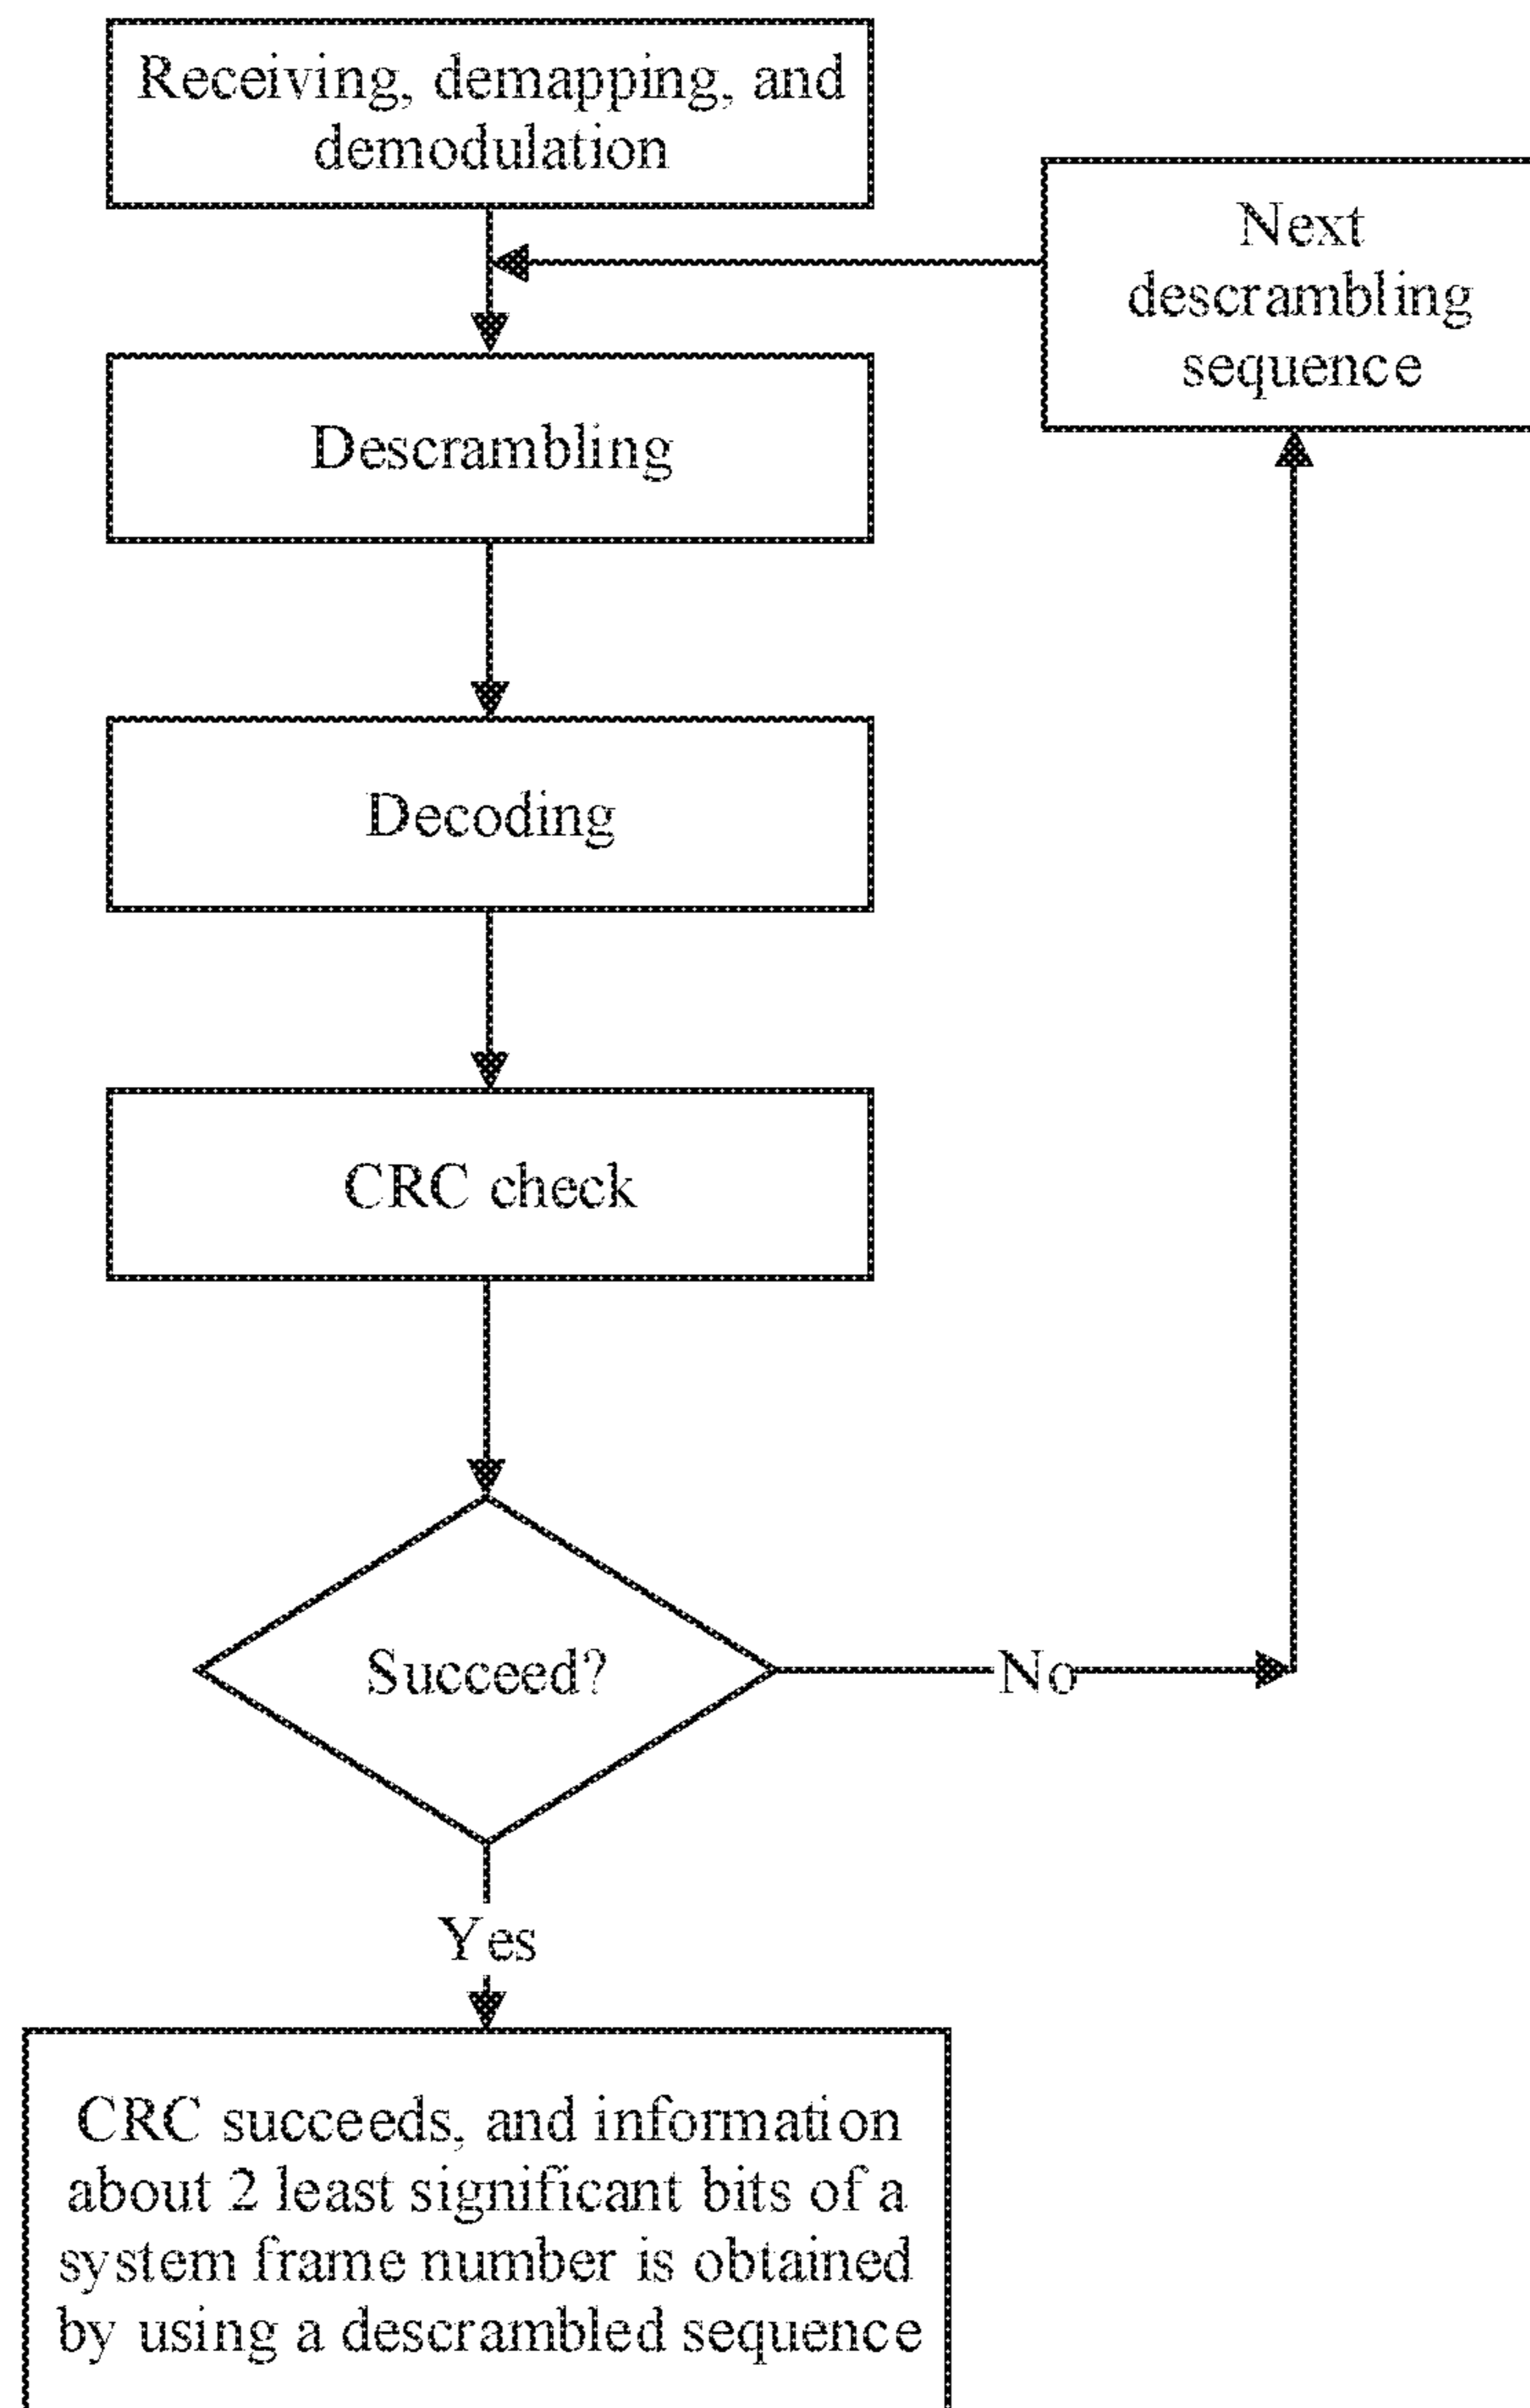 Receiving, demapping, and
demodulation
Next
descrambling
sequence
Descrambling
Decoding
CRC check
Succeed?
No
Yes
CRC succeeds, and information
about 2 least significant bits of a
system frame number is obtained
by using a descrambled sequence